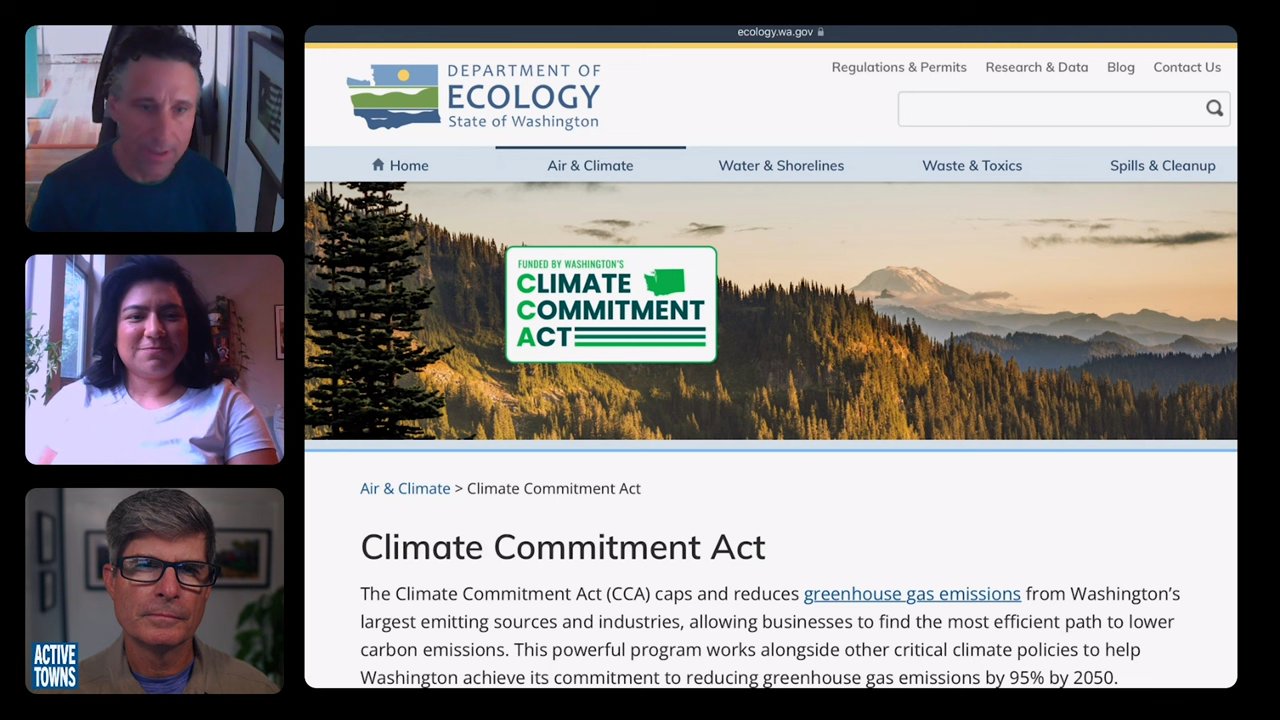 ecology.wa.gov
Regulations & Permits Research & Data Blog Contact Us
DEPARTMENT OF
ECOLOGY
State of Washington
Home Air & Climate Water & Shorelines Waste & Toxics Spills & Cleanup
FUNDED BY WASHINGTON'S
CLIMATE
COMMITMENT
ACT
Air & Climate > Climate Commitment Act
Climate Commitment Act
The Climate Commitment Act (CCA) caps and reduces greenhouse gas emissions from Washington's
largest emitting sources and industries, allowing businesses to find the most efficient path to lower
carbon emissions. This powerful program works alongside other critical climate policies to help
Washington achieve its commitment to reducing greenhouse gas emissions by 95% by 2050.
ACTIVE
TOWNS